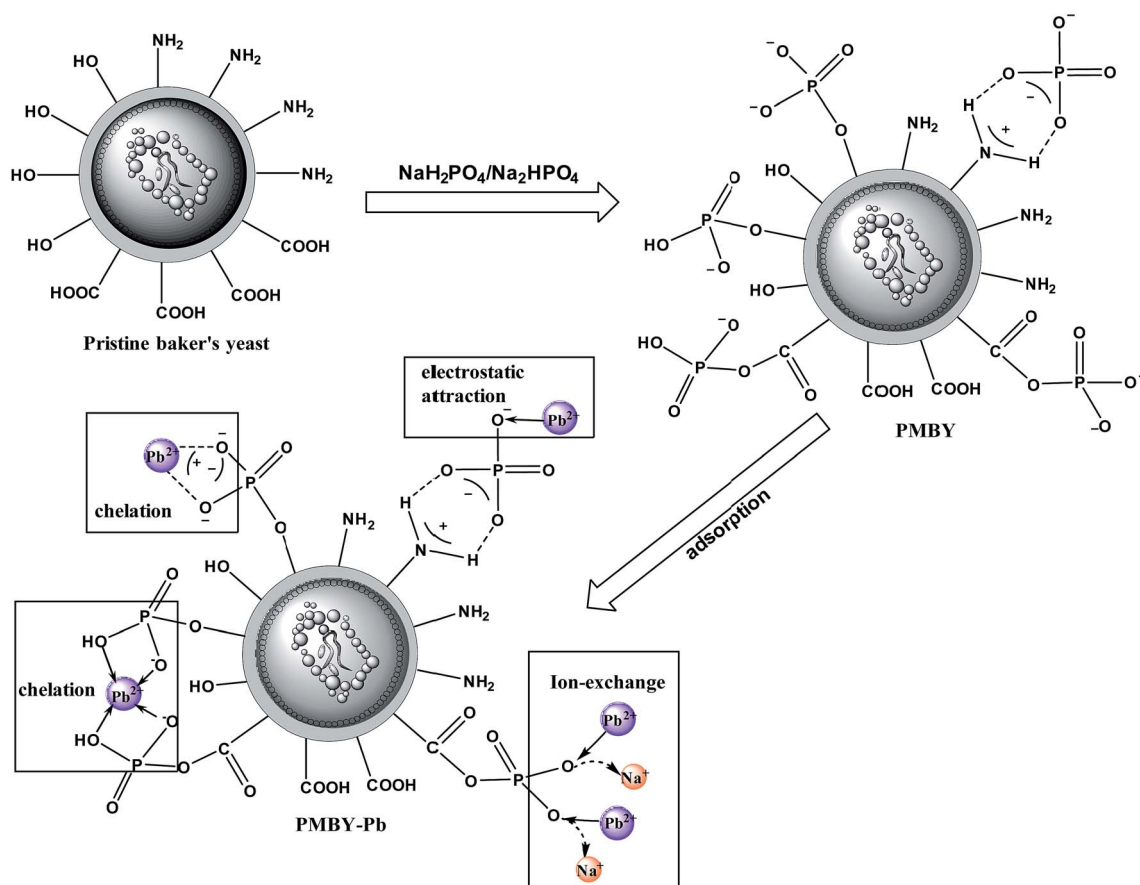 NH₂
HO
NH₂
HO
NH₂
HO
NH₂
HO
COOH
HOOC
COOH
COOH
Pristine baker's yeast
NaH₂PO₄/Na₂HPO₄
O⁻
⁻O
O
O
P
O
P
−
⁻O
H
O
O
NH₂
+
N
H
O
HO
NH₂
P
O
HO
⁻O
HO
NH₂
⁻O
O
HO
C
C
O
P
O
O
P
O⁻
O
O
COOH
COOH
⁻O
PMBY
adsorption
electrostatic
attraction
O⁻
Pb²⁺
O
P
O
−
H
O
+
N
H
Pb²⁺
O⁻
O
(+ −)
P
O⁻
chelation
O
NH₂
HO
O
P
O
NH₂
HO
⁻O
HO
NH₂
chelation
Pb²⁺
⁻O
HO
O
P
O
C
C
O
O
O
O
P
O
O
COOH
COOH
PMBY-Pb
Ion-exchange
Pb²⁺
Na⁺
O
Pb²⁺
Na⁺